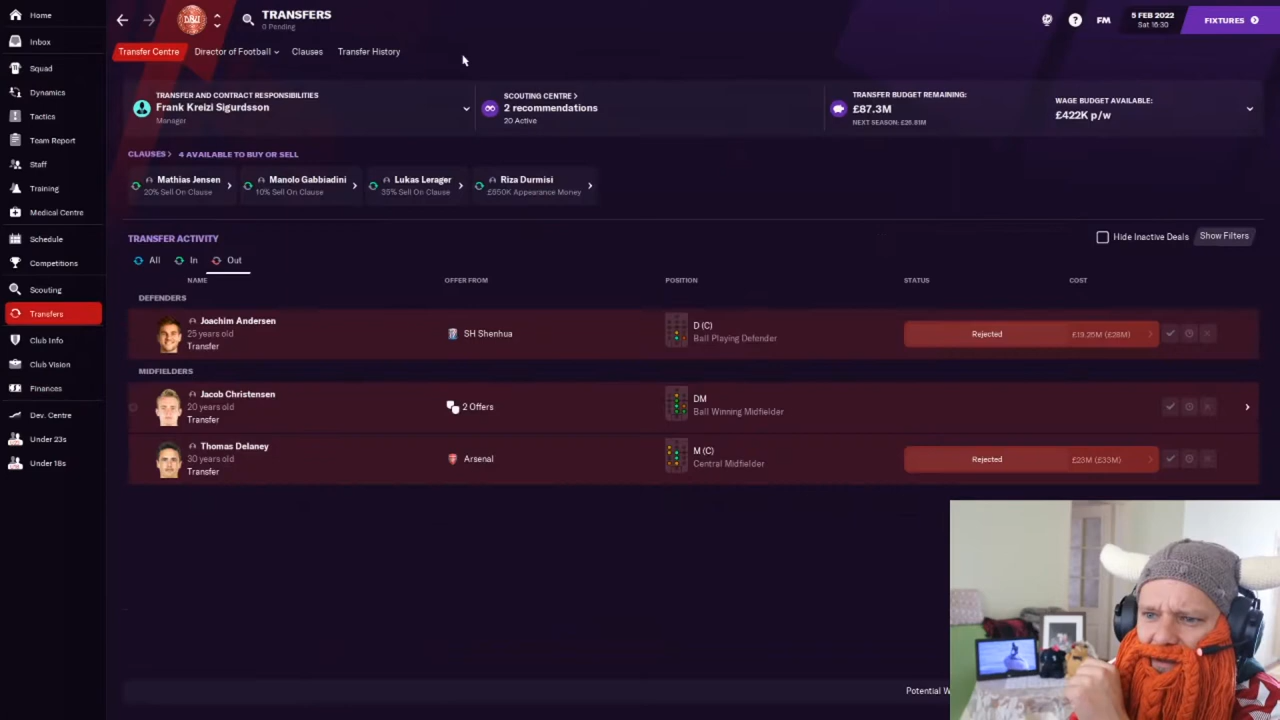 Home
Inbox
Squad
Dynamics
Tactics
Team Report
Staff
Training
Medical Centre
Schedule
Competitions
Scouting
Transfers
Club Info
Club Vision
Finances
Dev. Centre
Under 23s
Under 18s
DBU
TRANSFERS
0 Pending
?
FM
5 FEB 2022
Sat 16:30
FIXTURES
Transfer Centre
Director of Football
Clauses
Transfer History
TRANSFER AND CONTRACT RESPONSIBILITIES
Frank Kreizi Sigurdsson
Manager
SCOUTING CENTRE >
2 recommendations
20 Active
TRANSFER BUDGET REMAINING:
£87.3M
NEXT SEASON: £26.61M
WAGE BUDGET AVAILABLE:
£422K p/w
CLAUSES > 4 AVAILABLE TO BUY OR SELL
Mathias Jensen
20% Sell On Clause
Manolo Gabbiadini
10% Sell On Clause
Lukas Lerager
35% Sell On Clause
Riza Durmisi
£650K Appearance Money
TRANSFER ACTIVITY
Hide Inactive Deals
Show Filters
All
In
Out
NAME OFFER FROM POSITION STATUS COST
DEFENDERS
Joachim Andersen
25 years old
Transfer
SH Shenhua
D (C)
Ball Playing Defender
Rejected
£19.25M (£28M)
MIDFIELDERS
Jacob Christensen
20 years old
Transfer
2 Offers
DM
Ball Winning Midfielder
Thomas Delaney
30 years old
Transfer
Arsenal
M (C)
Central Midfielder
Rejected
£23M (£33M)
Potential W